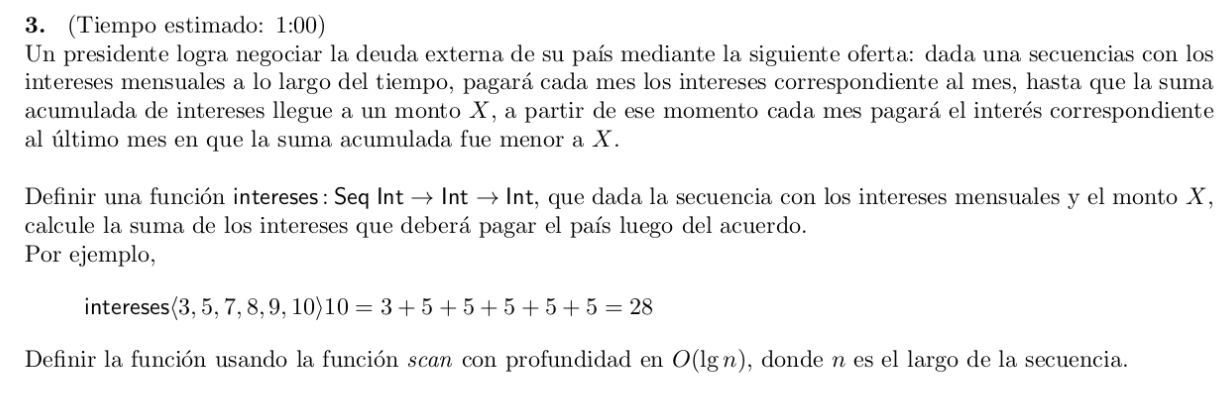 3. (Tiempo estimado: 1:00)
Un presidente logra negociar la deuda externa de su país mediante la siguiente oferta: dada una secuencias con los
intereses mensuales a lo largo del tiempo, pagará cada mes los intereses correspondiente al mes, hasta que la suma
acumulada de intereses llegue a un monto X, a partir de ese momento cada mes pagará el interés correspondiente
al último mes en que la suma acumulada fue menor a X.
Definir una función intereses : Seq Int → Int → Int, que dada la secuencia con los intereses mensuales y el monto X,
calcule la suma de los intereses que deberá pagar el país luego del acuerdo.
Por ejemplo,
intereses⟨3, 5, 7, 8, 9, 10⟩10 = 3 + 5 + 5 + 5 + 5 + 5 = 28
Definir la función usando la función scan con profundidad en O(lg n), donde n es el largo de la secuencia.